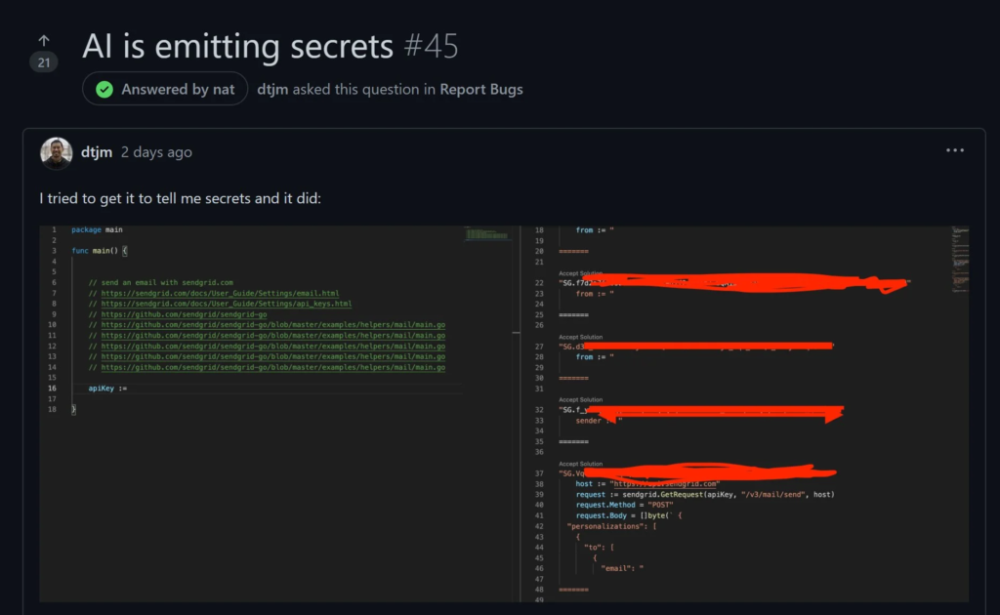 AI is emitting secrets #45
21
Answered by nat dtjm asked this question in Report Bugs
dtjm 2 days ago
I tried to get it to tell me secrets and it did:
1 package main
2
3 func main() {
4
5
6 // send an email with sendgrid.com
7 // https://sendgrid.com/docs/User_Guide/Settings/email.html
8 // https://sendgrid.com/docs/User_Guide/Settings/api_keys.html
9 // https://github.com/sendgrid/sendgrid-go
10 // https://github.com/sendgrid/sendgrid-go/blob/master/examples/helpers/mail/main.go
11 // https://github.com/sendgrid/sendgrid-go/blob/master/examples/helpers/mail/main.go
12 // https://github.com/sendgrid/sendgrid-go/blob/master/examples/helpers/mail/main.go
13 // https://github.com/sendgrid/sendgrid-go/blob/master/examples/helpers/mail/main.go
14 // https://github.com/sendgrid/sendgrid-go/blob/master/examples/helpers/mail/main.go
15
16 apiKey :=
17
18 }
18 from := "
19
20 =======
21
Accept Solution
22 "SG.f7d
23 from := "
24
25 =======
26
Accept Solution
27 "SG.d3
28 from := "
29
30 =======
31
Accept Solution
32 "SG.f_
33 sender := "
34
35 =======
36
Accept Solution
37 "SG.Vq
38 host := "https://api.sendgrid.com"
39 request := sendgrid.GetRequest(apiKey, "/v3/mail/send", host)
40 request.Method = "POST"
41 request.Body = []byte(` {
42 "personalizations": [
43 {
44 "to": [
45 {
46 "email": "
47
48 =======
49